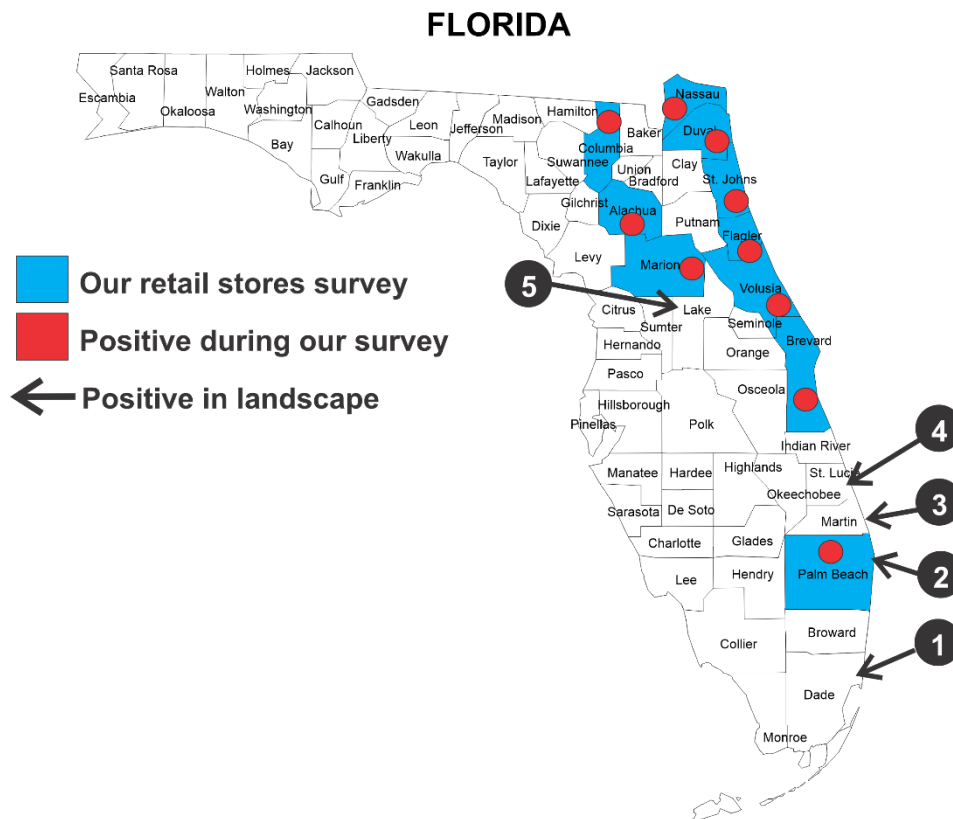 FLORIDA
Santa Rosa
Holmes
Jackson
Escambia
Walton
Okaloosa
Washington
Gadsden
Calhoun
Leon
Jefferson
Madison
Hamilton
Nassau
Baker
Duval
Bay
Liberty
Wakulla
Taylor
Suwannee
Columbia
Union
Clay
Gulf
Franklin
Lafayette
Bradford
St. Johns
Gilchrist
Alachua
Dixie
Putnam
Flagler
Levy
Marion
5
Our retail stores survey
Volusia
Citrus
Lake
Sumter
Seminole
Positive during our survey
Hernando
Orange
Brevard
Pasco
Positive in landscape
Osceola
Hillsborough
Pinellas
Polk
4
Indian River
Manatee
Hardee
Highlands
St. Lucie
Okeechobee
3
Sarasota
De Soto
Martin
Charlotte
Glades
2
Lee
Hendry
Palm Beach
Collier
Broward
1
Dade
Monroe